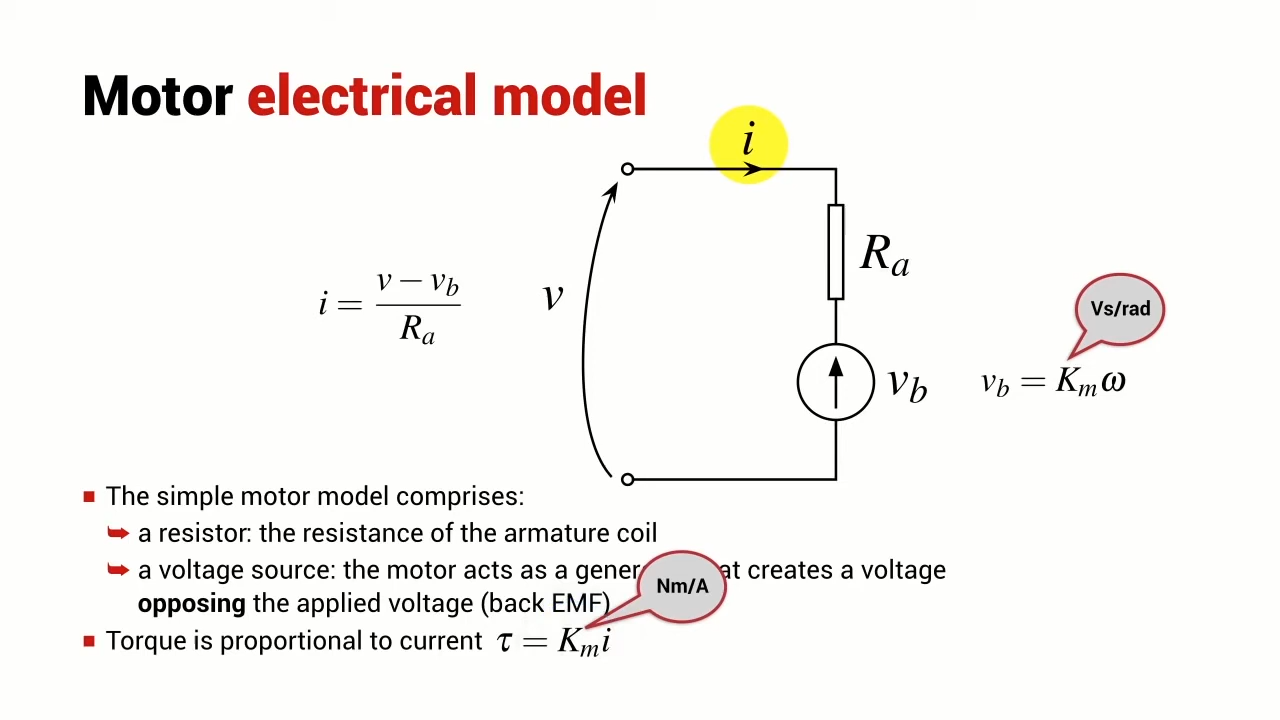 Motor electrical model
i
R_a
v
i = \frac{v - v_b}{R_a}
Vs/rad
v_b
v_b = K_m ω
The simple motor model comprises:
a resistor: the resistance of the armature coil
a voltage source: the motor acts as a gener at creates a voltage
opposing the applied voltage (back EMF)
Nm/A
Torque is proportional to current τ = K_m i